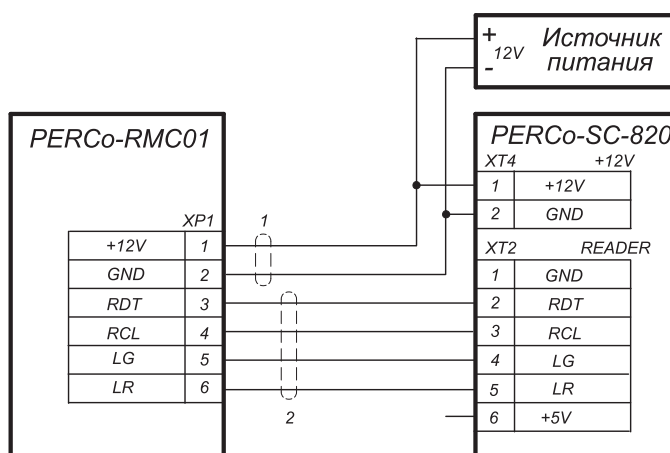 + Источник
12V
- питания
PERCo-RMC01
PERCo-SC-820
XT4 +12V
1 +12V
2 GND
XP1 1
+12V 1
GND 2
RDT 3
RCL 4
LG 5
LR 6
2
XT2 READER
1 GND
2 RDT
3 RCL
4 LG
5 LR
6 +5V